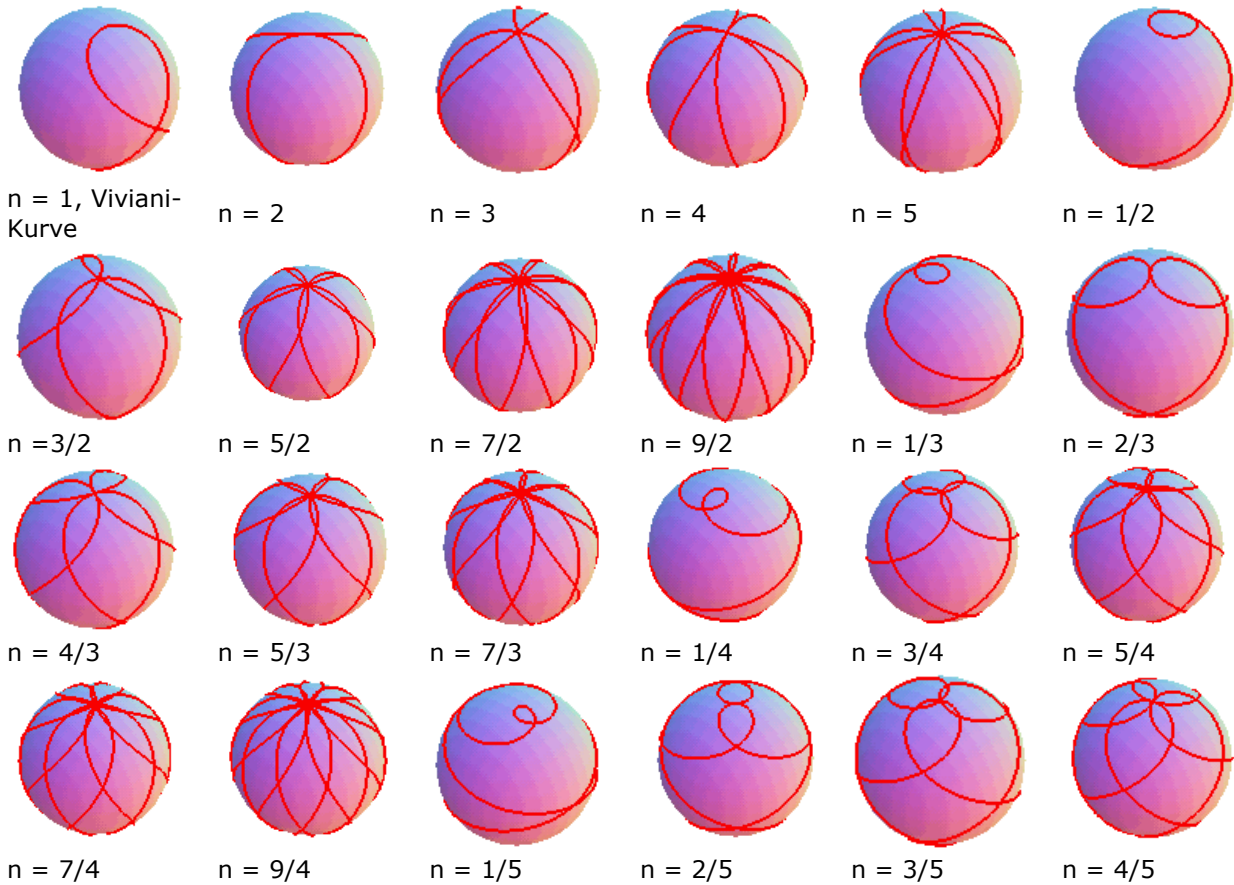 n = 1, Viviani-
Kurve
n = 2
n = 3
n = 4
n = 5
n = 1/2
n =3/2
n = 5/2
n = 7/2
n = 9/2
n = 1/3
n = 2/3
n = 4/3
n = 5/3
n = 7/3
n = 1/4
n = 3/4
n = 5/4
n = 7/4
n = 9/4
n = 1/5
n = 2/5
n = 3/5
n = 4/5